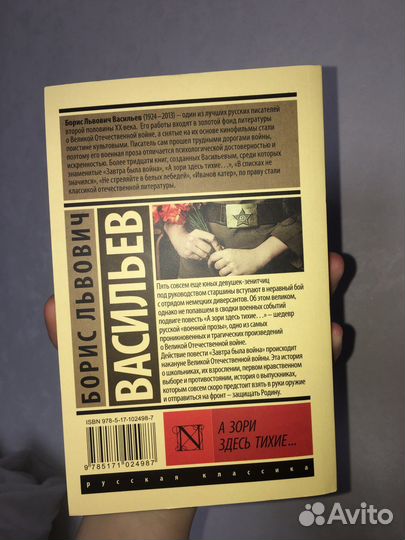 Борис Львович Васильев (1924–2013) – один из лучших русских писателей
второй половины XX века. Его работы входят в золотой фонд литературы
о Великой Отечественной войне, а снятые на их основе кинофильмы стали
поистине культовыми. Писатель сам прошел трудными дорогами войны,
поэтому его военная проза отличается психологической достоверностью и
искренностью. Более тридцати книг, созданных Васильевым, среди которых
знаменитые «Завтра была война», «А зори здесь тихие…», «В списках не
значился», «Не стреляйте в белых лебедей», «Иванов катер», по праву стали
классикой отечественной литературы.
БОРИС ЛЬВОВИЧ
ВАСИЛЬЕВ
Пять совсем еще юных девушек-зенитчиц
под руководством старшины вступают в неравный бой
с отрядом немецких диверсантов. Об этом великом,
однако не попавшем в сводки военных событий
подвиге повесть «А зори здесь тихие…» – шедевр
русской «военной прозы», одно из самых
проникновенных и трагических произведений
о Великой Отечественной войне.
Действие повести «Завтра была война» происходит
накануне Великой Отечественной войны. Эта история
о школьниках, их взрослении, первом нравственном
выборе и противостоянии, история о выпускниках,
которым совсем скоро предстоит взять в руки оружие
и отправиться на фронт – защищать Родину.
ISBN 978-5-17-102498-7
9 785171 024987
N
А ЗОРИ
ЗДЕСЬ ТИХИЕ...
русская классика
Avito